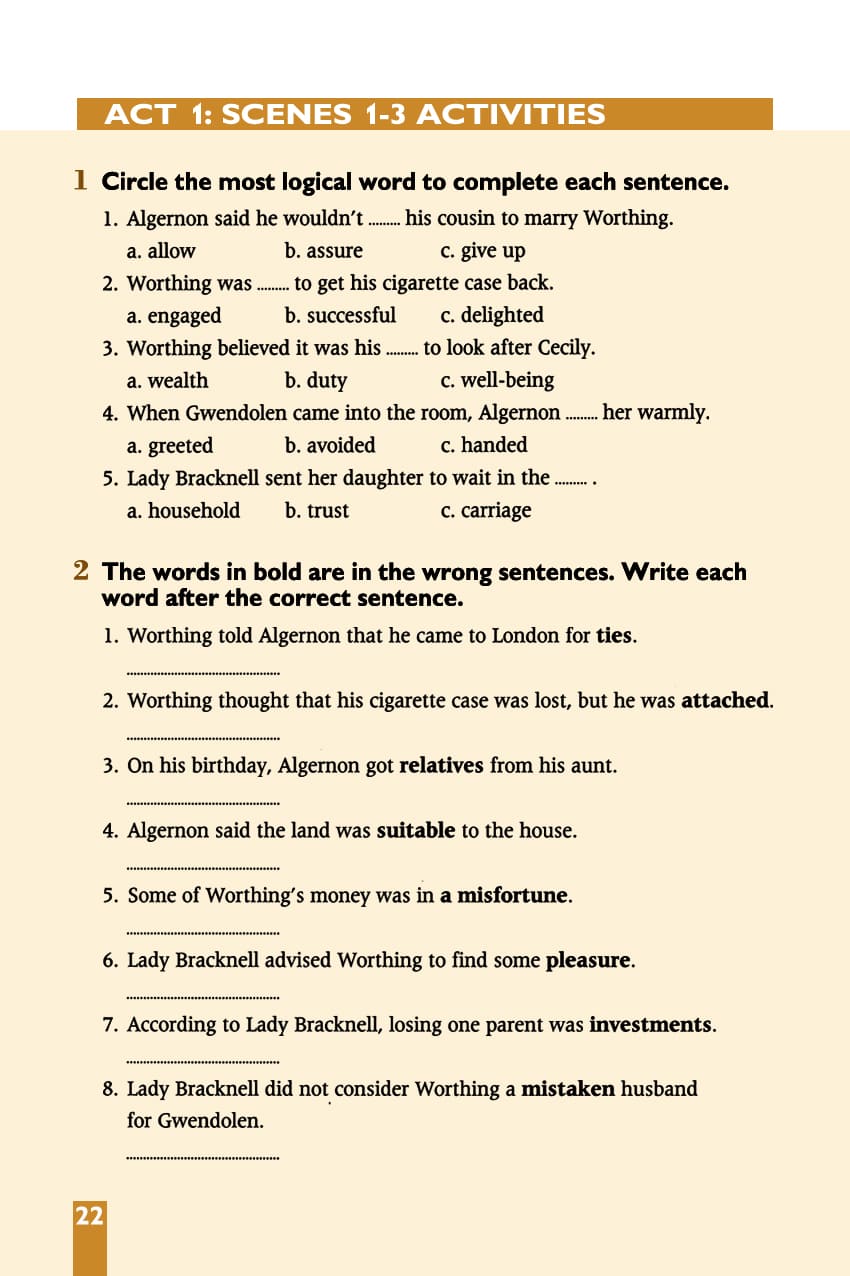 ACT 1: SCENES 1-3 ACTIVITIES
1 Circle the most logical word to complete each sentence.
1. Algernon said he wouldn't ......... his cousin to marry Worthing.
a. allow b. assure c. give up
2. Worthing was ......... to get his cigarette case back.
a. engaged b. successful c. delighted
3. Worthing believed it was his ......... to look after Cecily.
a. wealth b. duty c. well-being
4. When Gwendolen came into the room, Algernon ......... her warmly.
a. greeted b. avoided c. handed
5. Lady Bracknell sent her daughter to wait in the ......... .
a. household b. trust c. carriage
2 The words in bold are in the wrong sentences. Write each
word after the correct sentence.
1. Worthing told Algernon that he came to London for ties.
..............................................
2. Worthing thought that his cigarette case was lost, but he was attached.
..............................................
3. On his birthday, Algernon got relatives from his aunt.
..............................................
4. Algernon said the land was suitable to the house.
..............................................
5. Some of Worthing's money was in a misfortune.
..............................................
6. Lady Bracknell advised Worthing to find some pleasure.
..............................................
7. According to Lady Bracknell, losing one parent was investments.
..............................................
8. Lady Bracknell did not consider Worthing a mistaken husband
for Gwendolen.
..............................................
22